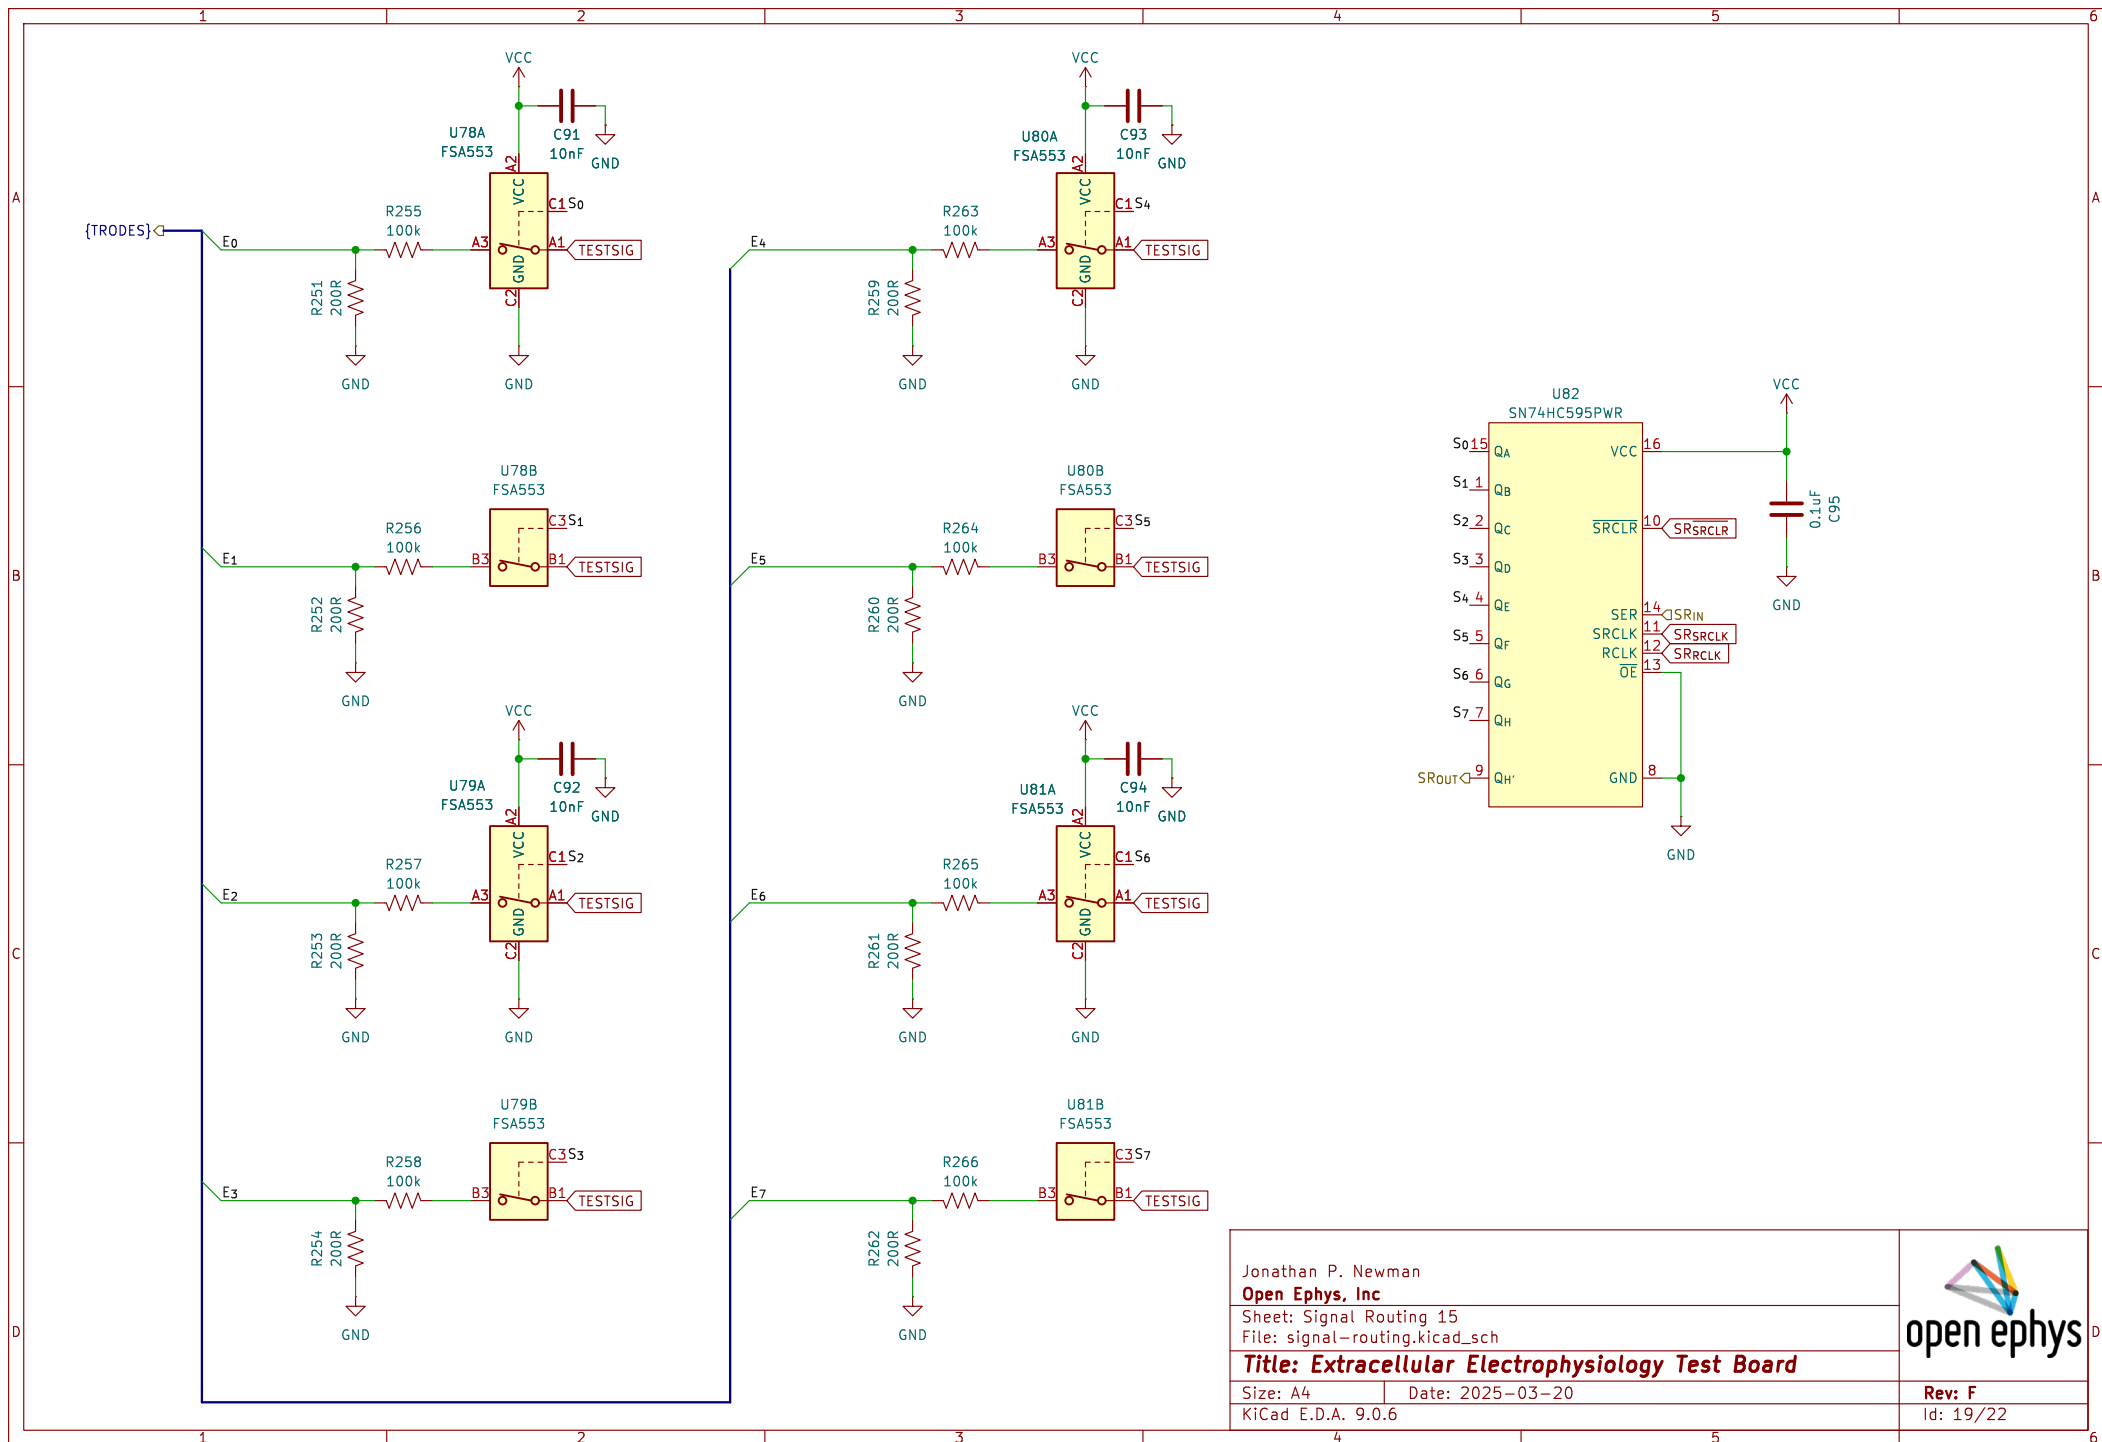 1 2 3 4 5 6
A
B
C
D
A
B
C
D
1 2 3 4 5 6
{TRODES}
VCC
C91
10nF
GND
U78A
FSA553
A2
VCC
C1 S0
A3
A1
TESTSIG
GND
C2
GND
E0
R255
100k
R251
200R
GND
U78B
FSA553
C3 S1
B3
B1
TESTSIG
E1
R256
100k
R252
200R
GND
VCC
C92
10nF
GND
U79A
FSA553
A2
VCC
C1 S2
A3
A1
TESTSIG
GND
C2
GND
E2
R257
100k
R253
200R
GND
U79B
FSA553
C3 S3
B3
B1
TESTSIG
E3
R258
100k
R254
200R
GND
VCC
C93
10nF
GND
U80A
FSA553
A2
VCC
C1 S4
A3
A1
TESTSIG
GND
C2
GND
E4
R263
100k
R259
200R
GND
U80B
FSA553
C3 S5
B3
B1
TESTSIG
E5
R264
100k
R260
200R
GND
VCC
C94
10nF
GND
U81A
FSA553
A2
VCC
C1 S6
A3
A1
TESTSIG
GND
C2
GND
E6
R265
100k
R261
200R
GND
U81B
FSA553
C3 S7
B3
B1
TESTSIG
E7
R266
100k
R262
200R
GND
U82
SN74HC595PWR
S0 15 QA
S1 1 QB
S2 2 QC
S3 3 QD
S4 4 QE
S5 5 QF
S6 6 QG
S7 7 QH
SROUT 9 QH'
VCC 16
SRCLR 10 SRSRCLR
SER 14 SRIN
SRCLK 11 SRSRCLK
RCLK 12 SRRCLK
OE 13
GND 8
GND
VCC
0.1uF
C95
GND
Jonathan P. Newman
Open Ephys, Inc
Sheet: Signal Routing 15
File: signal-routing.kicad_sch
Title: Extracellular Electrophysiology Test Board
Size: A4 Date: 2025-03-20
KiCad E.D.A. 9.0.6
open ephys
Rev: F
Id: 19/22